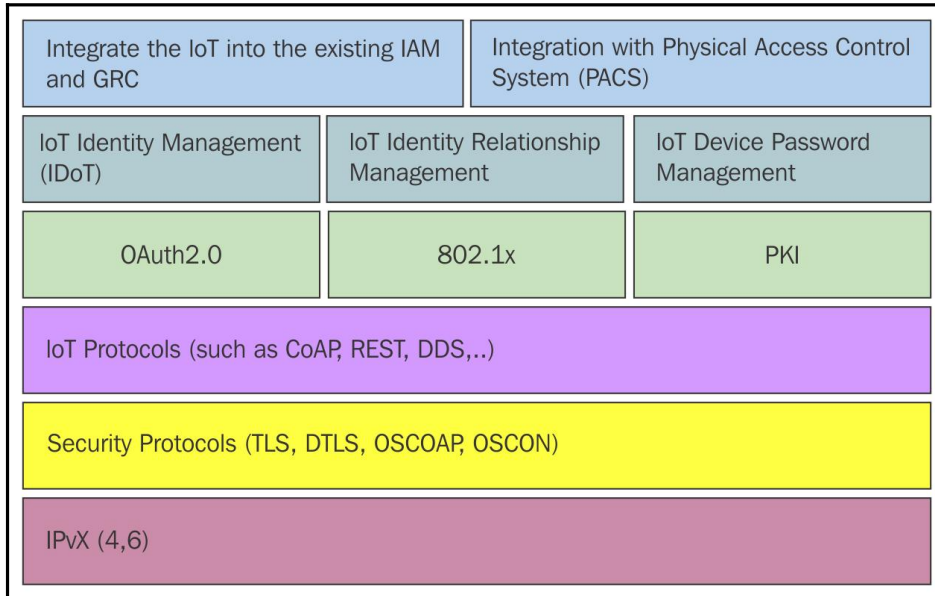 Integrate the IoT into the existing IAM
and GRC
Integration with Physical Access Control
System (PACS)
IoT Identity Management
(IDoT)
IoT Identity Relationship
Management
IoT Device Password
Management
OAuth2.0
802.1x
PKI
IoT Protocols (such as CoAP, REST, DDS,..)
Security Protocols (TLS, DTLS, OSCOAP, OSCON)
IPvX (4,6)